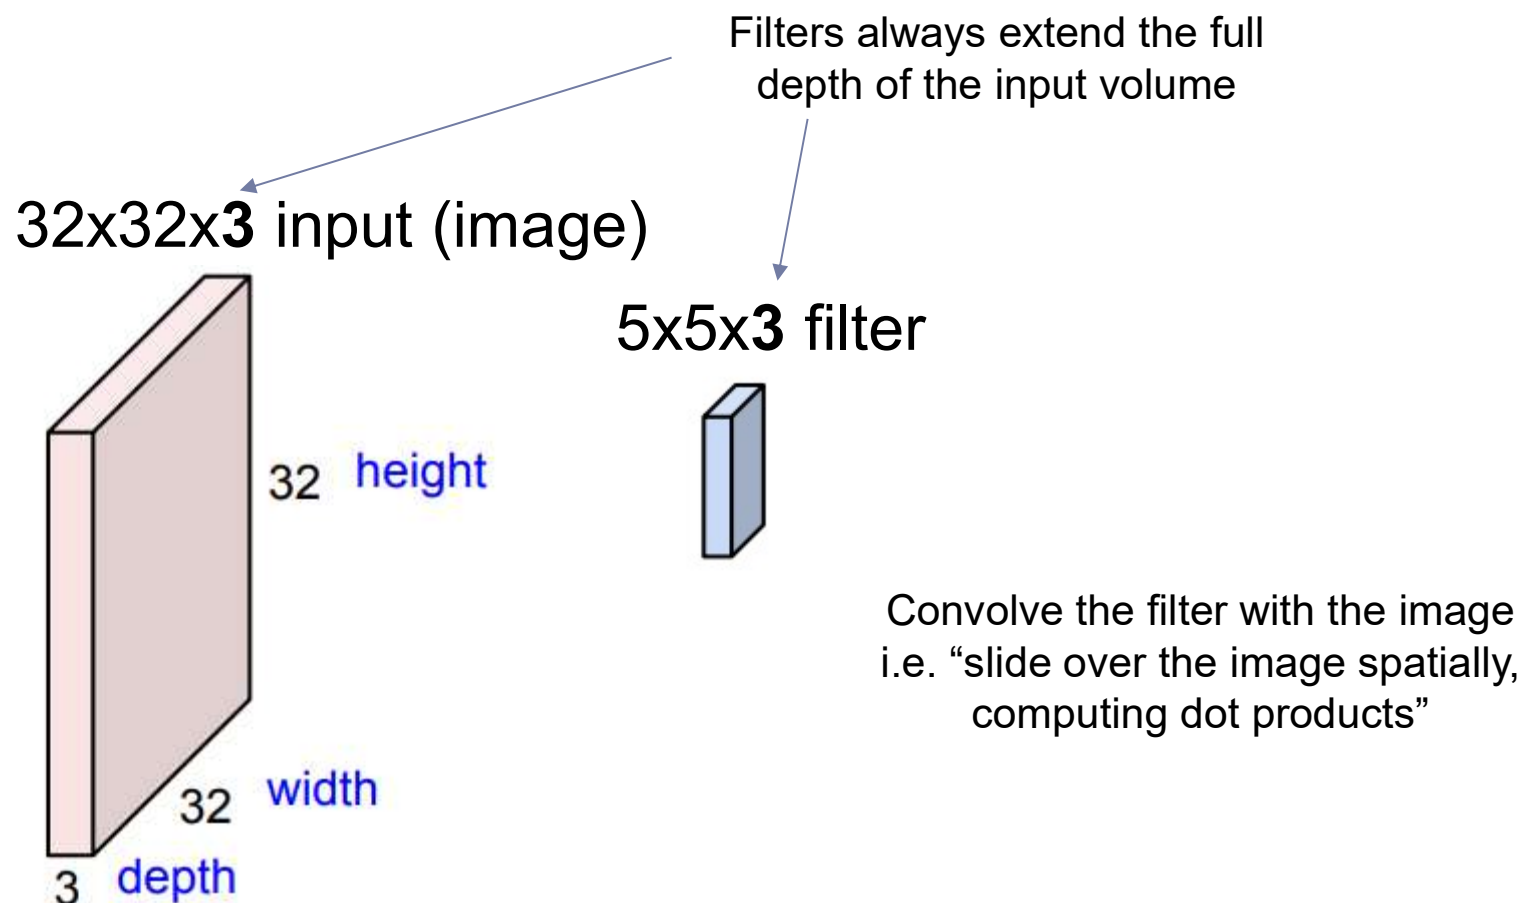 Filters always extend the full
depth of the input volume
32x32x3 input (image)
5x5x3 filter
32 height
Convolve the filter with the image
i.e. “slide over the image spatially,
computing dot products”
32 width
3 depth